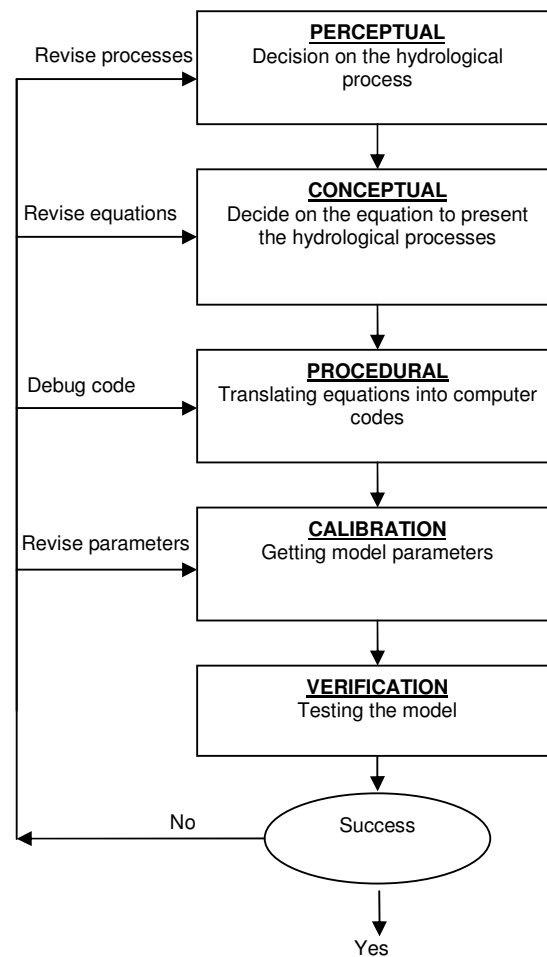 PERCEPTUAL
Revise processes
Decision on the hydrological
process
CONCEPTUAL
Revise equations
Decide on the equation to present
the hydrological processes
PROCEDURAL
Debug code
Translating equations into computer
codes
CALIBRATION
Revise parameters
Getting model parameters
VERIFICATION
Testing the model
No
Success
Yes